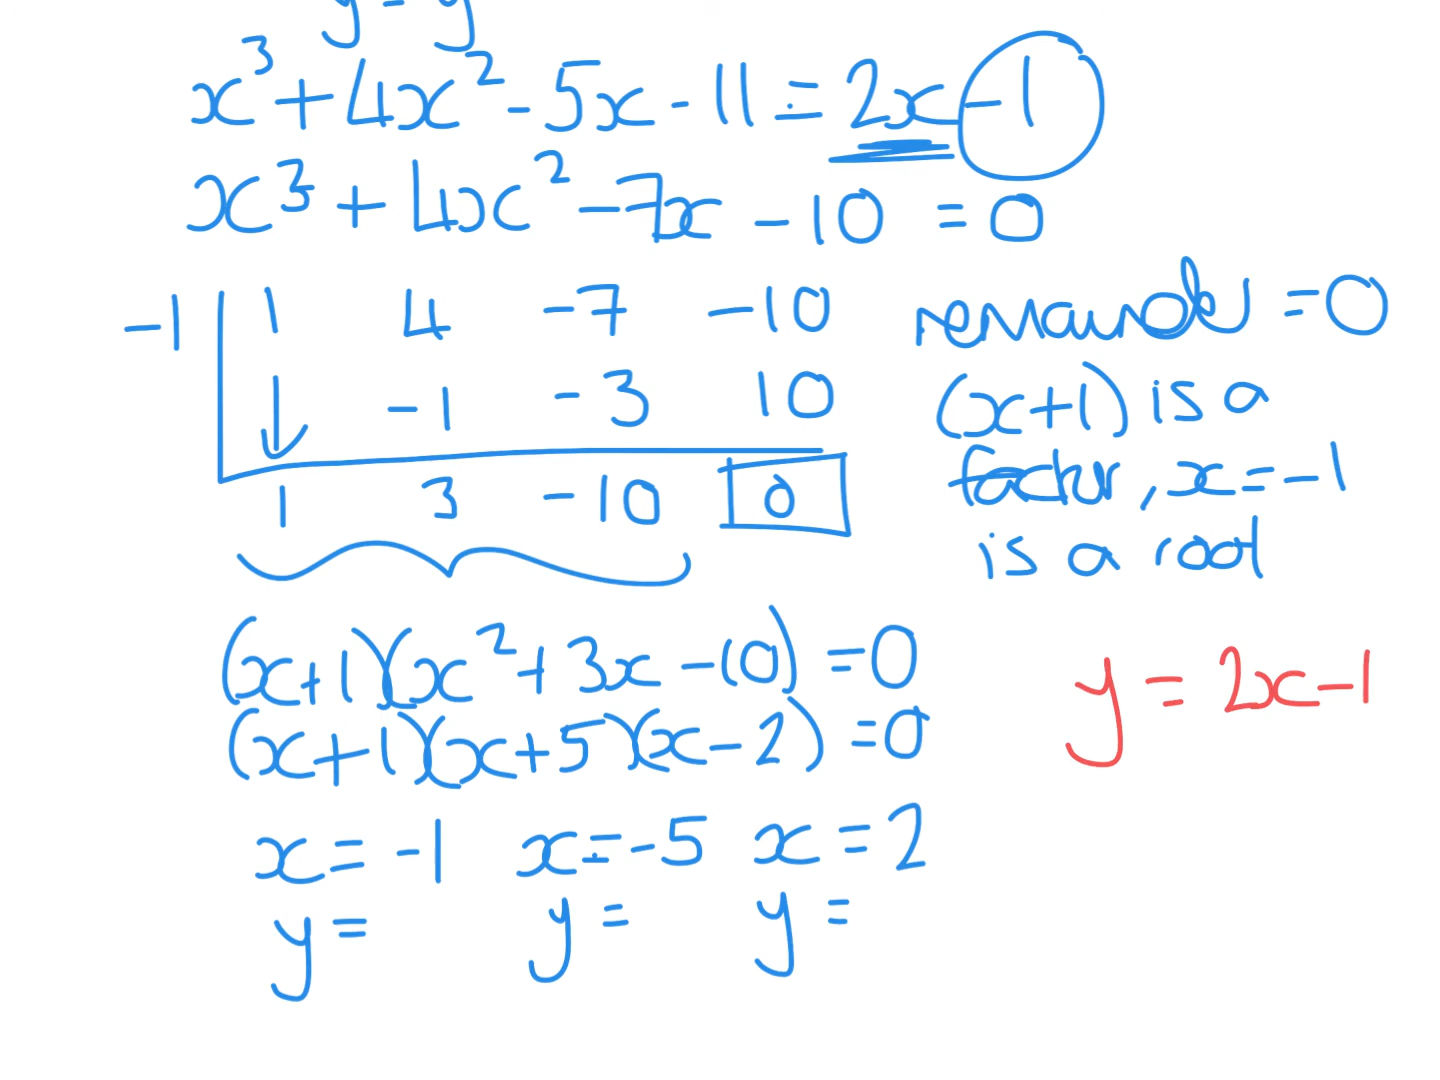 y = y
x³ + 4x² - 5x - 11 = 2x - 1
x³ + 4x² - 7x - 10 = 0
-1 | 1 4 -7 -10
↓ -1 -3 10
1 3 -10 0
remainder = 0
(x+1) is a
factor, x = -1
is a root
(x+1)(x² + 3x - 10) = 0
(x+1)(x+5)(x-2) = 0
x = -1 x = -5 x = 2
y = y = y =
y = 2x - 1